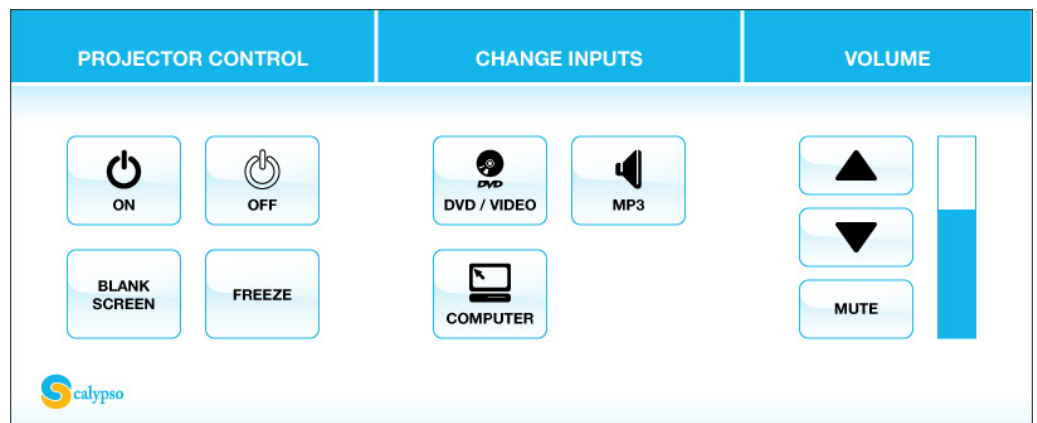 PROJECTOR CONTROL
CHANGE INPUTS
VOLUME
ON
OFF
DVD
DVD / VIDEO
MP3
BLANK
SCREEN
FREEZE
COMPUTER
MUTE
calypso